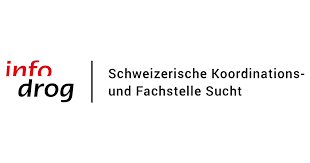 info
drog
Schweizerische Koordinations-
und Fachstelle Sucht